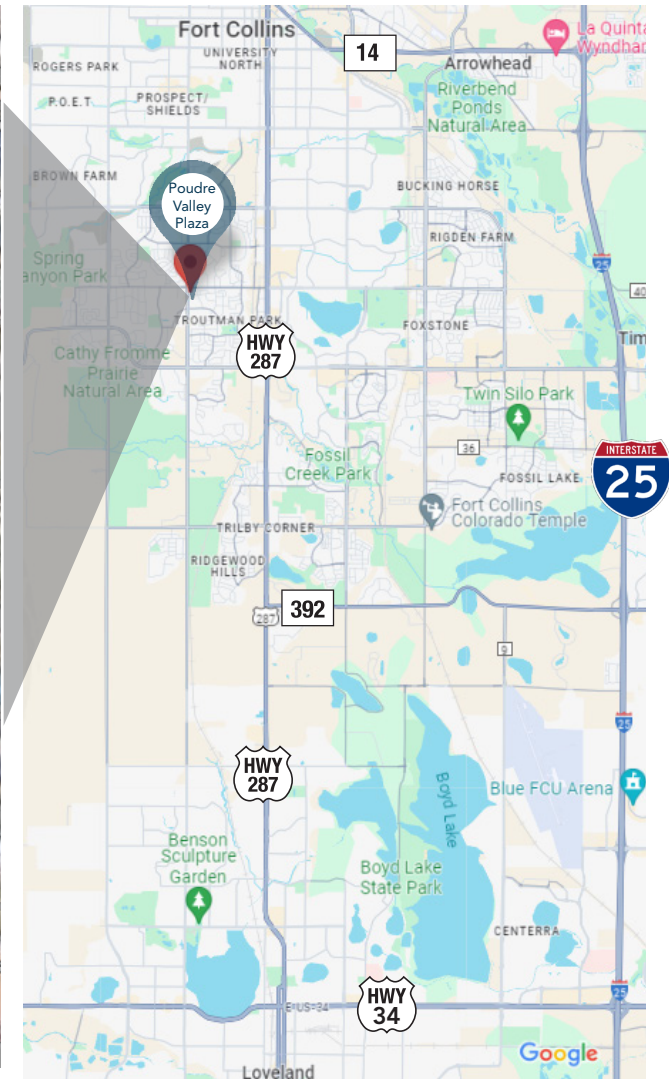 Fort Collins
La Quinta
Wyndham
UNIVERSITY
NORTH
14
ROGERS PARK
Arrowhead
Riverbend
Ponds
Natural Area
P.O.E.T
PROSPECT/
SHIELDS
BROWN FARM
BUCKING HORSE
Poudre
Valley
Plaza
RIGDEN FARM
Spring
anyon Park
25
40
TROUTMAN PARK
FOXSTONE
Tim
HWY
287
Cathy Fromme
Prairie
Natural Area
Twin Silo Park
36
INTERSTATE
25
Fossil
Creek Park
FOSSIL LAKE
Fort Collins
Colorado Temple
TRILBY CORNER
RIDGEWOOD
HILLS
287
392
9
25
HWY
287
Boyd Lake
Blue FCU Arena
Benson
Sculpture
Garden
Boyd Lake
State Park
CENTERRA
25
E US-34
HWY
34
Google
Loveland